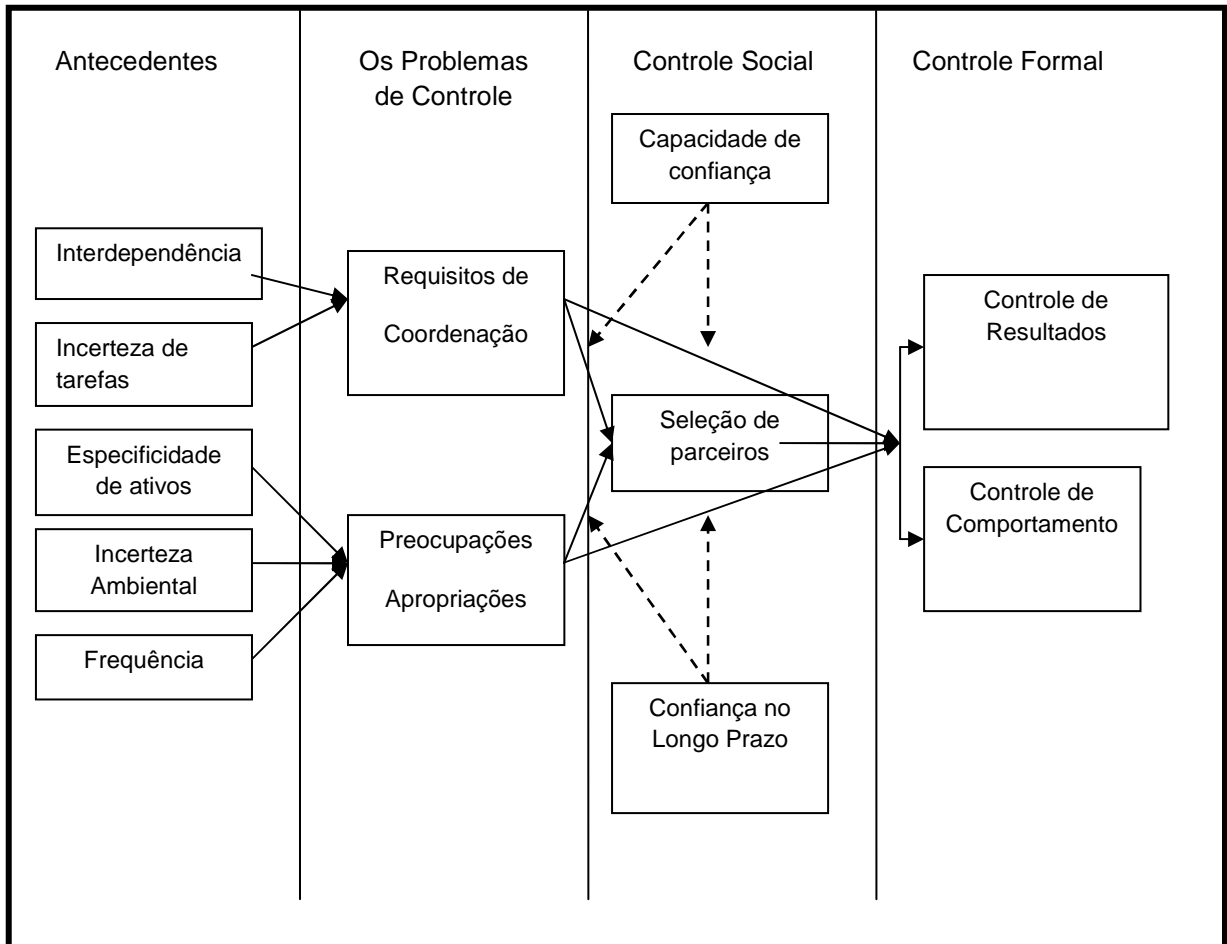 Antecedentes
Os Problemas
de Controle
Controle Social
Controle Formal
Interdependência
Incerteza de
tarefas
Especificidade
de ativos
Incerteza
Ambiental
Frequência
Requisitos de
Coordenação
Preocupações
Apropriações
Capacidade de
confiança
Seleção de
parceiros
Confiança no
Longo Prazo
Controle de
Resultados
Controle de
Comportamento